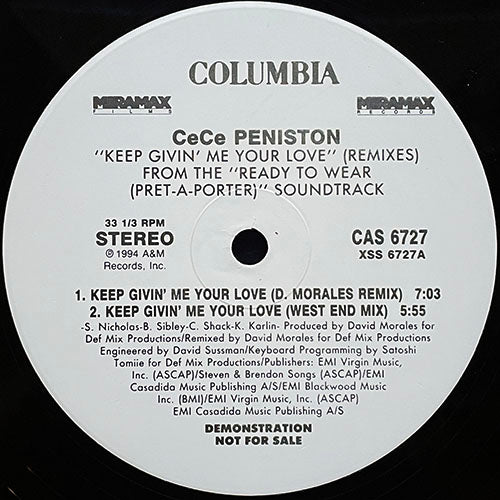 COLUMBIA
MIRAMAX
FILMS
MIRAMAX
RECORDS
CeCe PENISTON
"KEEP GIVIN' ME YOUR LOVE" (REMIXES)
FROM THE "READY TO WEAR
(PRET-A-PORTER)" SOUNDTRACK
33 1/3 RPM
STEREO
℗ 1994 A&M
Records, Inc.
CAS 6727
XSS 6727A
1. KEEP GIVIN' ME YOUR LOVE (D. MORALES REMIX) 7:03
2. KEEP GIVIN' ME YOUR LOVE (WEST END MIX) 5:55
-S. Nicholas-B. Sibley-C. Shack-K. Karlin- Produced by David Morales for
Def Mix Productions/Remixed by David Morales for Def Mix Productions
Engineered by David Sussman/Keyboard Programming by Satoshi
Tomiie for Def Mix Productions/Publishers: EMI Virgin Music,
Inc. (ASCAP)/Steven & Brendon Songs (ASCAP)/EMI
Casadida Music Publishing A/S/EMI Blackwood Music
Inc. (BMI)/EMI Virgin Music, Inc. (ASCAP)
EMI Casadida Music Publishing A/S
DEMONSTRATION
NOT FOR SALE